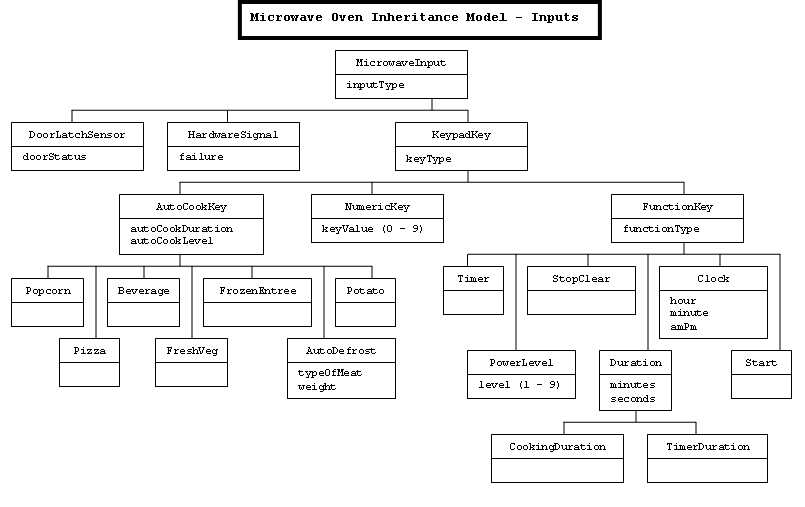 Microwave Oven Inheritance Model - Inputs
MicrowaveInput
inputType
DoorLatchSensor
doorStatus
HardwareSignal
failure
KeypadKey
keyType
AutoCookKey
autoCookDuration
autoCookLevel
NumericKey
keyValue (0 - 9)
FunctionKey
functionType
Popcorn
Beverage
FrozenEntree
Potato
Timer
StopClear
Clock
hour
minute
amPm
Pizza
FreshVeg
AutoDefrost
typeOfMeat
weight
PowerLevel
level (1 - 9)
Duration
minutes
seconds
Start
CookingDuration
TimerDuration